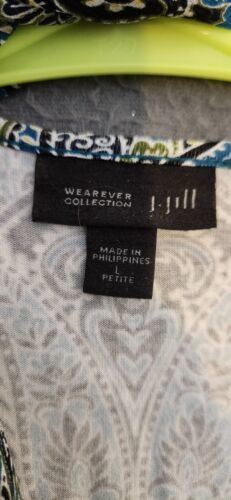 WEAREVER
COLLECTION
J.Jill
MADE IN
PHILIPPINES
L
PETITE